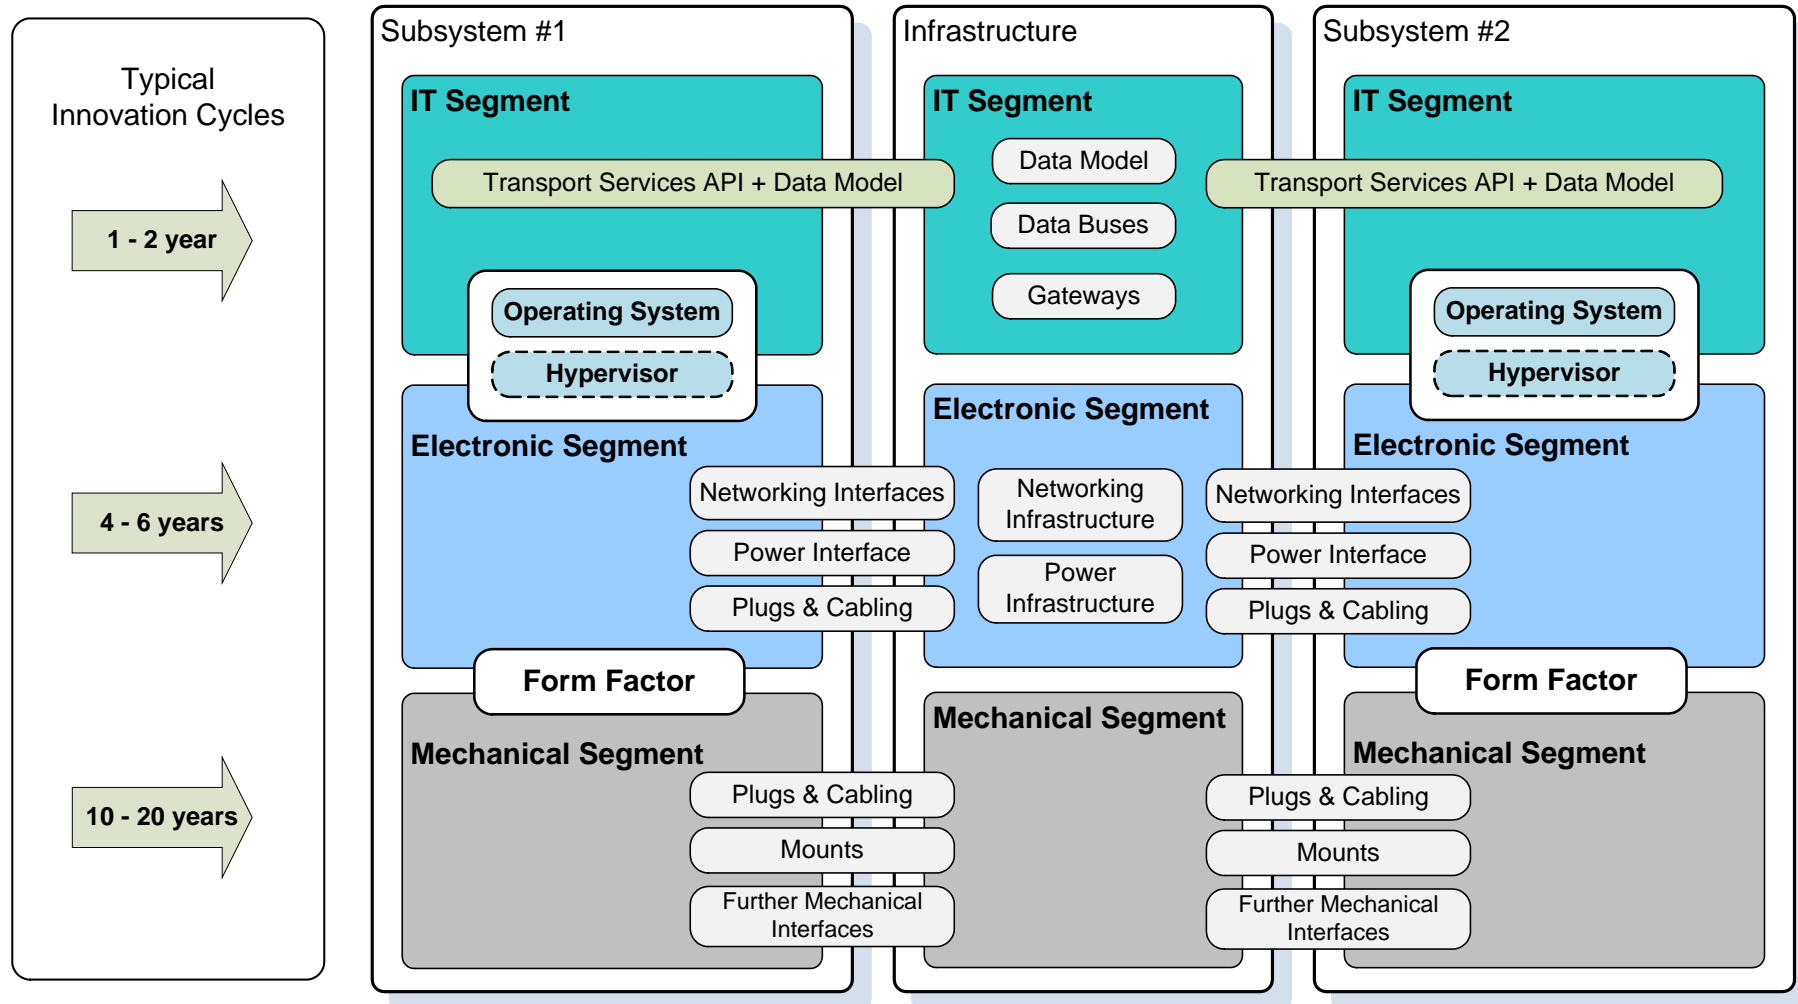 Typical
Innovation Cycles
1 - 2 year
4 - 6 years
10 - 20 years
Subsystem #1
IT Segment
Transport Services API + Data Model
Operating System
Hypervisor
Electronic Segment
Networking Interfaces
Power Interface
Plugs & Cabling
Form Factor
Mechanical Segment
Plugs & Cabling
Mounts
Further Mechanical
Interfaces
Infrastructure
IT Segment
Data Model
Data Buses
Gateways
Electronic Segment
Networking
Infrastructure
Power
Infrastructure
Mechanical Segment
Subsystem #2
IT Segment
Transport Services API + Data Model
Operating System
Hypervisor
Electronic Segment
Networking Interfaces
Power Interface
Plugs & Cabling
Form Factor
Mechanical Segment
Plugs & Cabling
Mounts
Further Mechanical
Interfaces